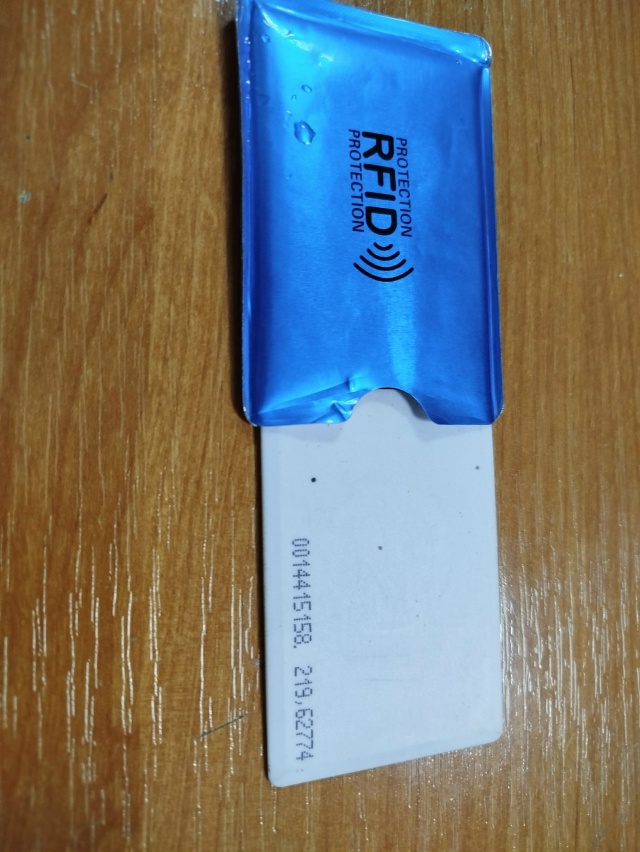 PROTECTION
RFID
PROTECTION
0014415158. 219,62774